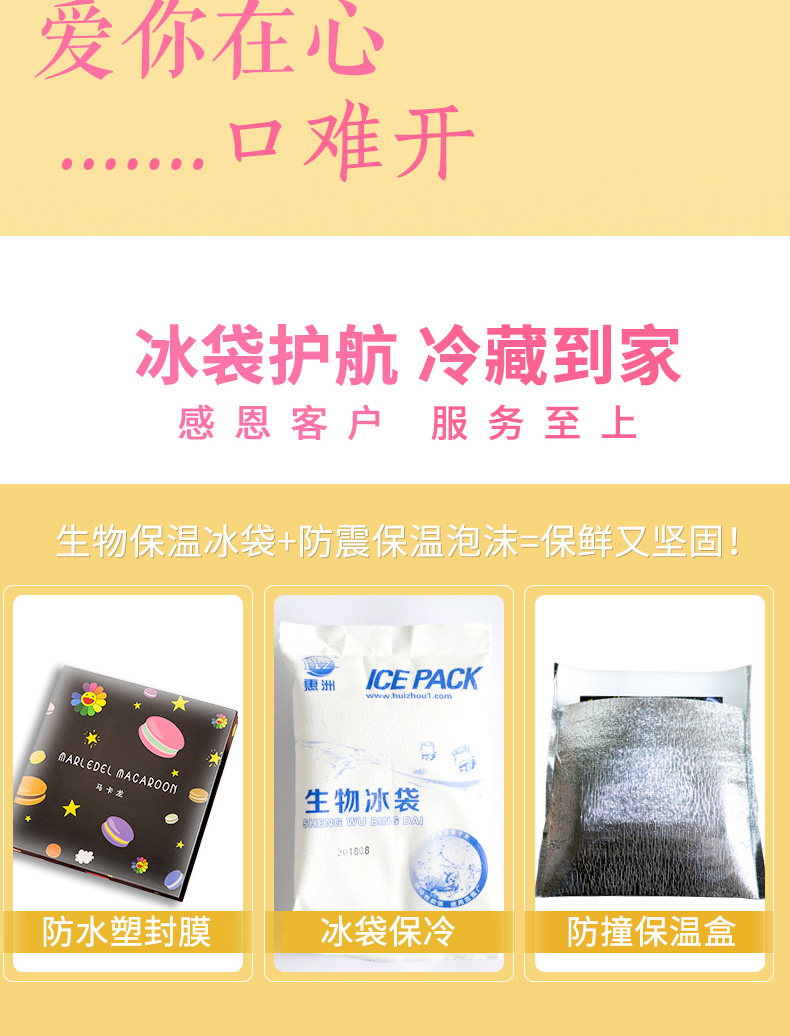 爱你在心
.......口难开
冰袋护航 冷藏到家
感恩客户 服务至上
生物保温冰袋+防震保温泡沫=保鲜又坚固！
MARLEDEL MACAROON
马卡龙
惠洲
ICE PACK
www.huizhou1.com
生物冰袋
SHENG WU BING DAI
201808
防水塑封膜
冰袋保冷
防撞保温盒